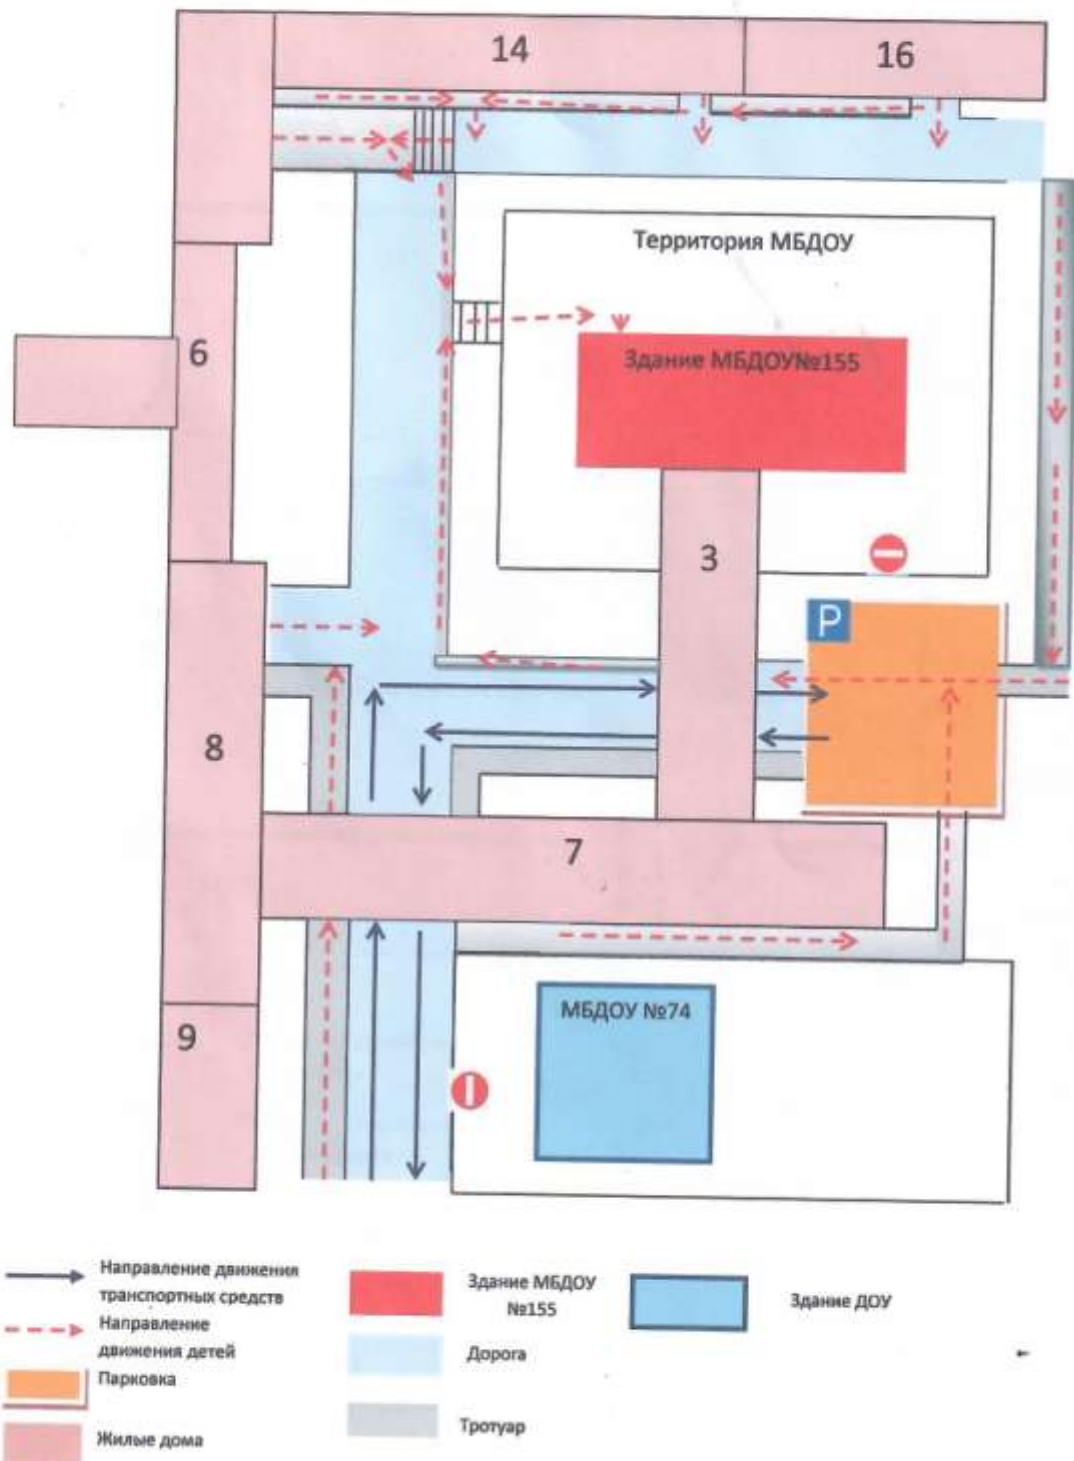 14
16
Территория МБДОУ
6
Здание МБДОУ№155
3
P
8
7
МБДОУ №74
9
Направление движения
транспортных средств
Направление
движения детей
Парковка
Жилые дома
Здание МБДОУ
№155
Дорога
Тротуар
Здание ДОУ